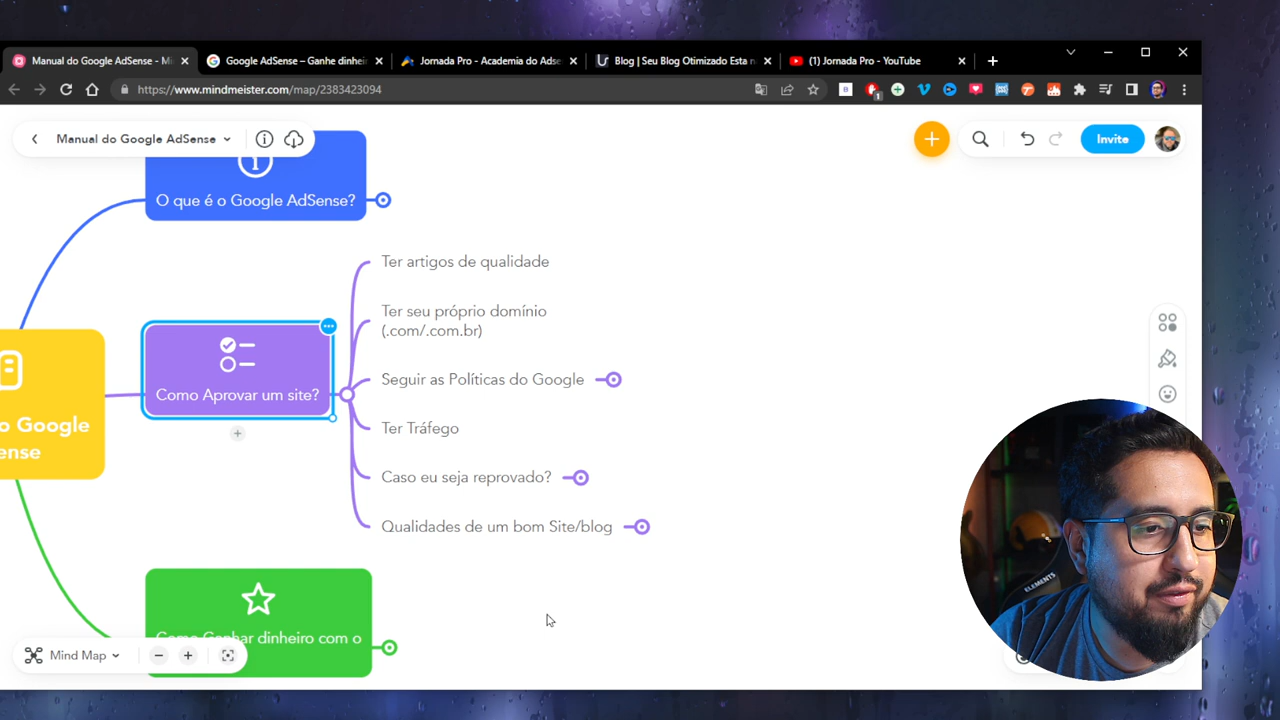 Manual do Google AdSense - Mi
Google AdSense – Ganhe dinhei
Jornada Pro - Academia do Adse
Blog | Seu Blog Otimizado Esta n
(1) Jornada Pro - YouTube
https://www.mindmeister.com/map/2383423094
1
Manual do Google AdSense
Invite
O que é o Google AdSense?
Ter artigos de qualidade
Ter seu próprio domínio
(.com/.com.br)
Como Aprovar um site?
Seguir as Políticas do Google
o Google
ense
Ter Tráfego
Caso eu seja reprovado?
Qualidades de um bom Site/blog
Como Ganhar dinheiro com o
Mind Map
ELEMENTS